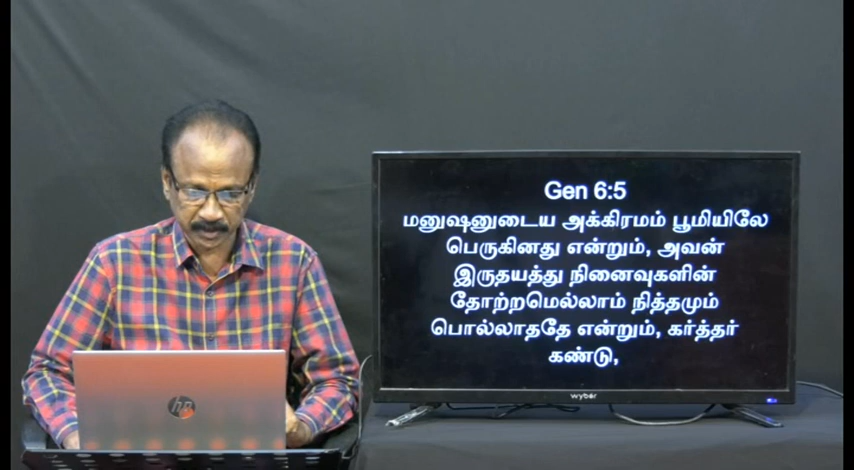 Gen 6:5
மனுஷனுடைய அக்கிரமம் பூமியிலே
பெருகினது என்றும், அவன்
இருதயத்து நினைவுகளின்
தோற்றமெல்லாம் நித்தமும்
பொல்லாததே என்றும், கர்த்தர்
கண்டு,
wybor
hp